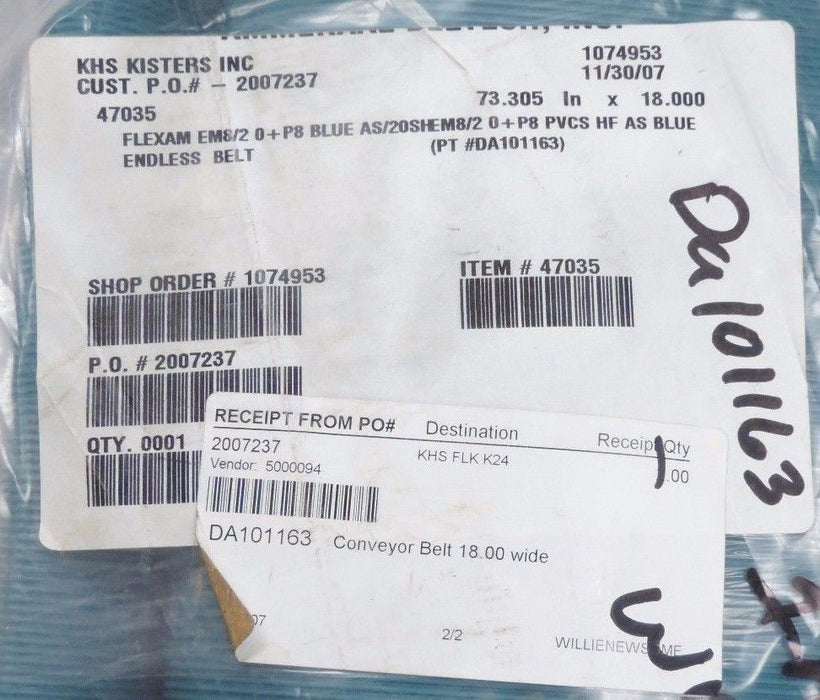 KHS KISTERS INC 1074953
CUST. P.O.# - 2007237 11/30/07
47035 73.305 In x 18.000
FLEXAM EM8/2 0+P8 BLUE AS/20SHEM8/2 0+P8 PVCS HF AS BLUE
ENDLESS BELT (PT #DA101163)
SHOP ORDER # 1074953 ITEM # 47035
P.O. # 2007237
QTY. 0001
Da101163
RECEIPT FROM PO# Destination Receipt Qty
2007237 KHS FLK K24 .00
Vendor: 5000094
DA101163 Conveyor Belt 18.00 wide
07 2/2